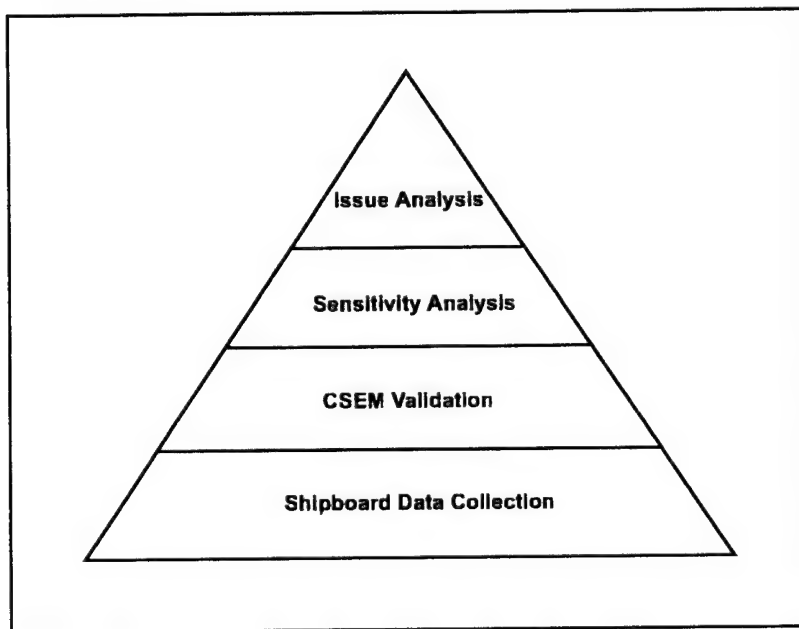 Issue Analysis
Sensitivity Analysis
CSEM Validation
Shipboard Data Collection